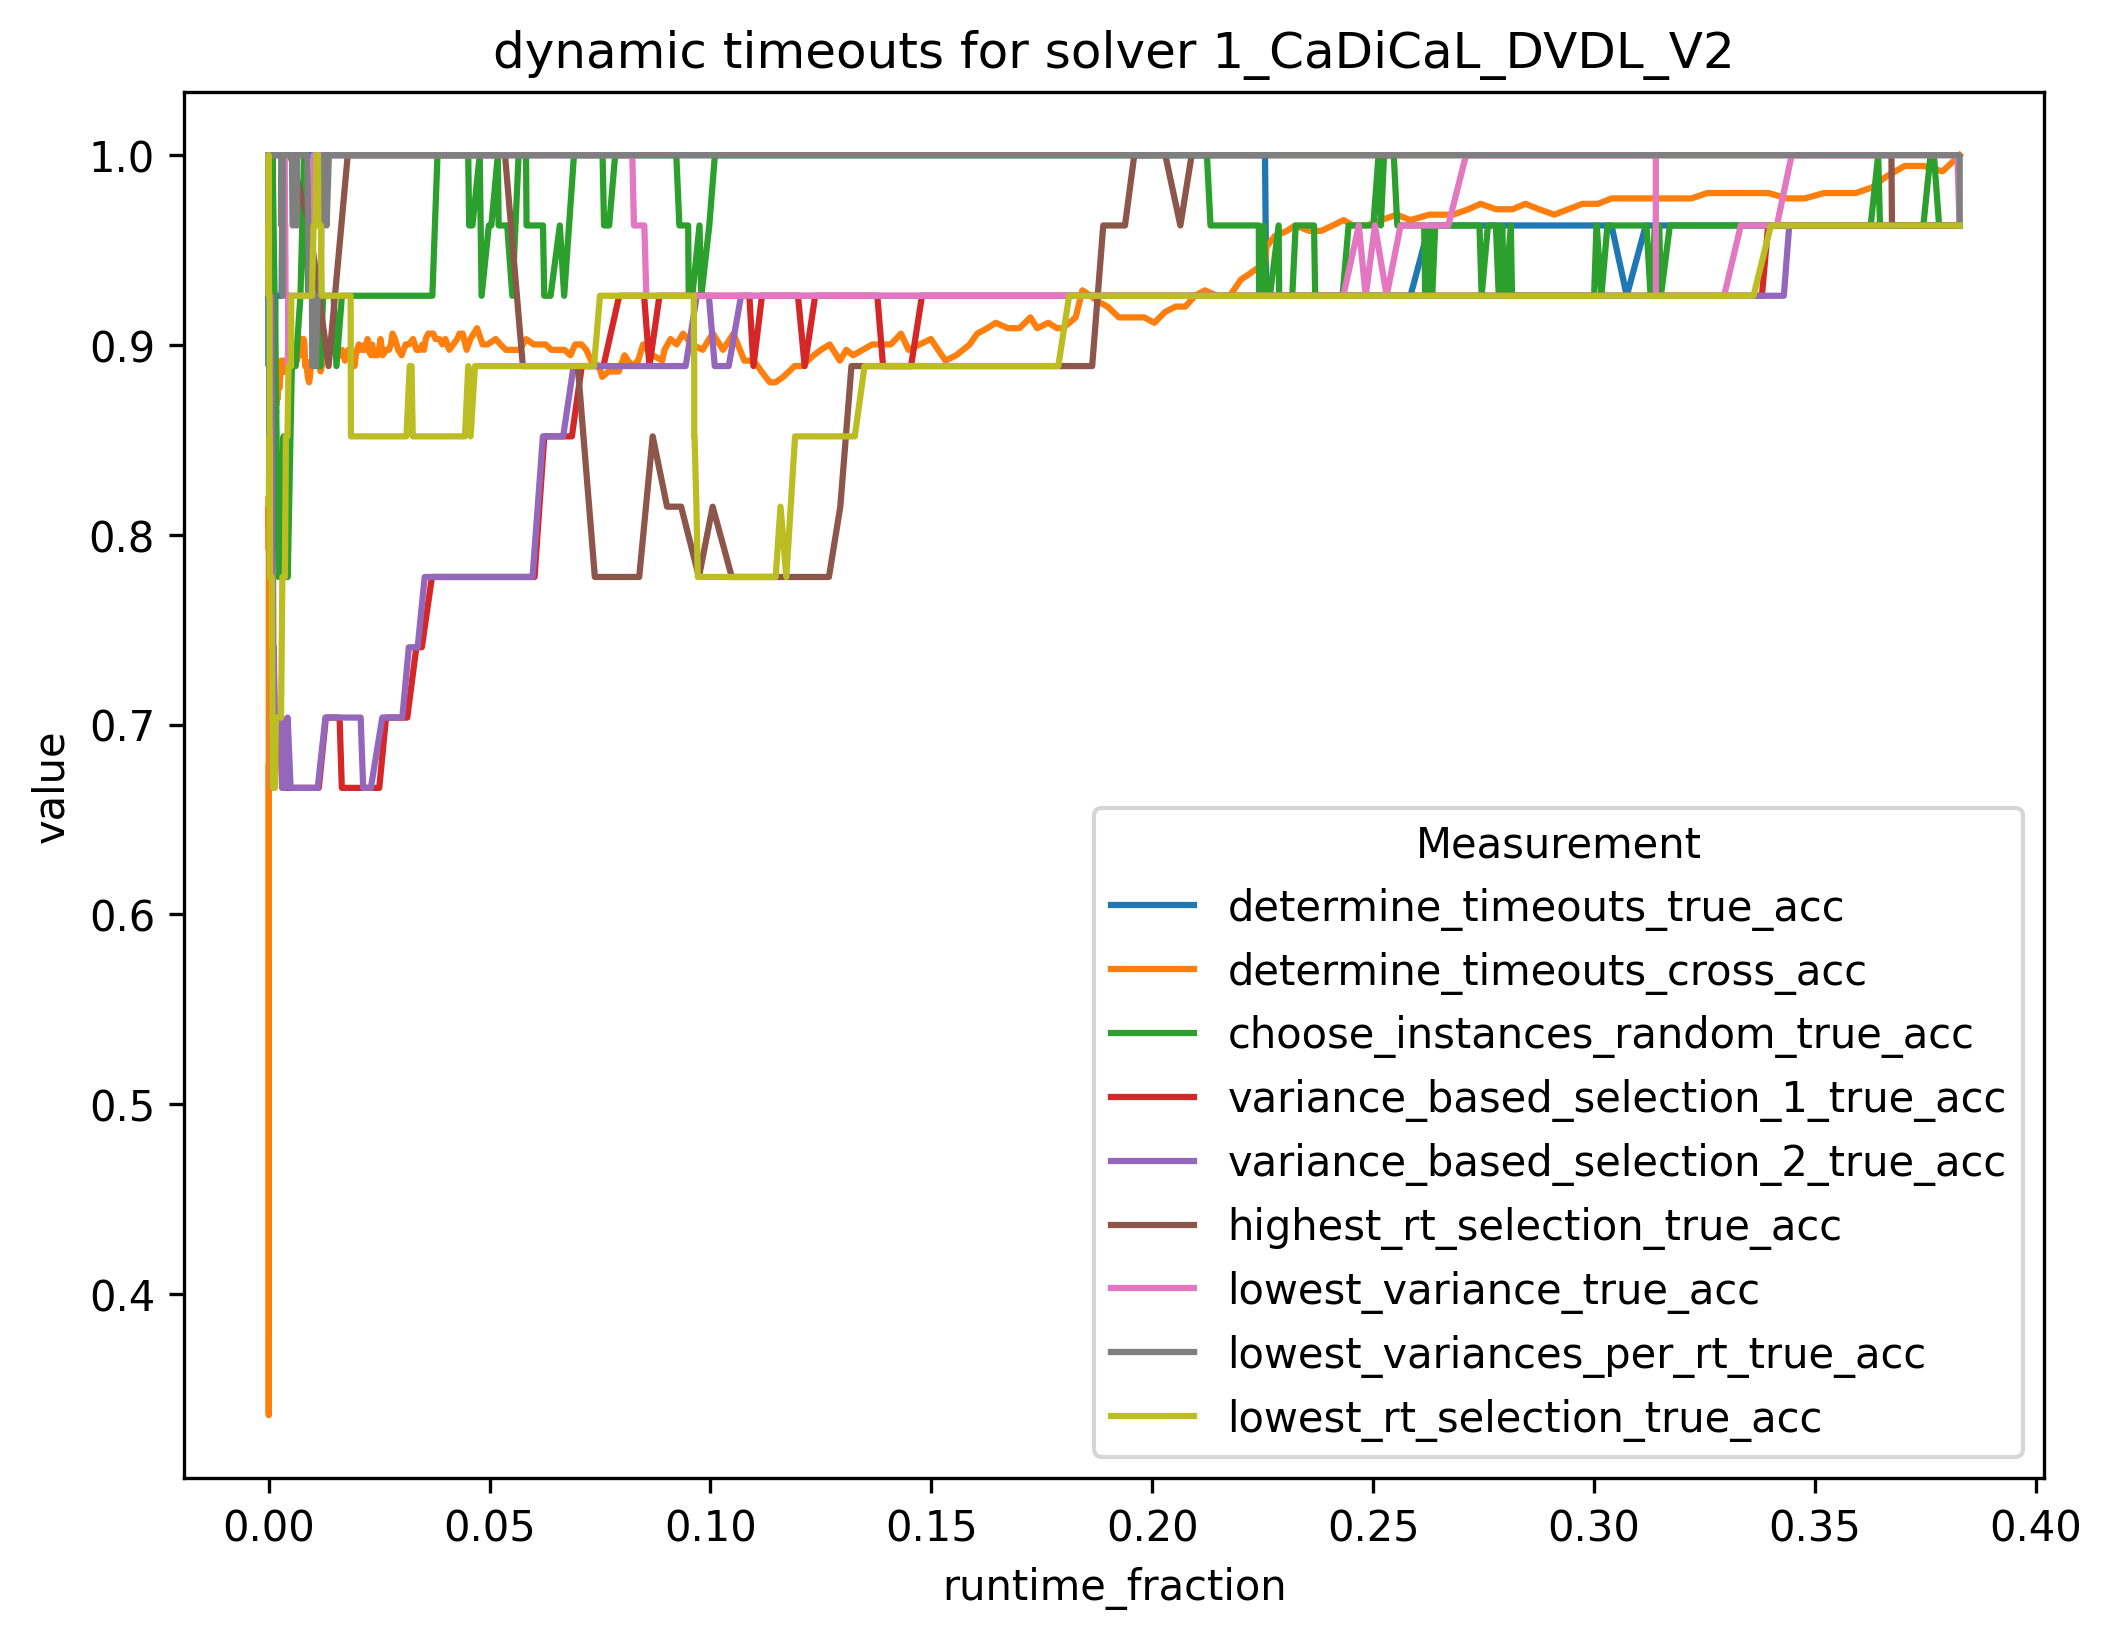 dynamic timeouts for solver 1_CaDiCaL_DVDL_V2
1.0
0.9
0.8
0.7
0.6
0.5
0.4
value
Measurement
determine_timeouts_true_acc
determine_timeouts_cross_acc
choose_instances_random_true_acc
variance_based_selection_1_true_acc
variance_based_selection_2_true_acc
highest_rt_selection_true_acc
lowest_variance_true_acc
lowest_variances_per_rt_true_acc
lowest_rt_selection_true_acc
0.00 0.05 0.10 0.15 0.20 0.25 0.30 0.35 0.40
runtime_fraction